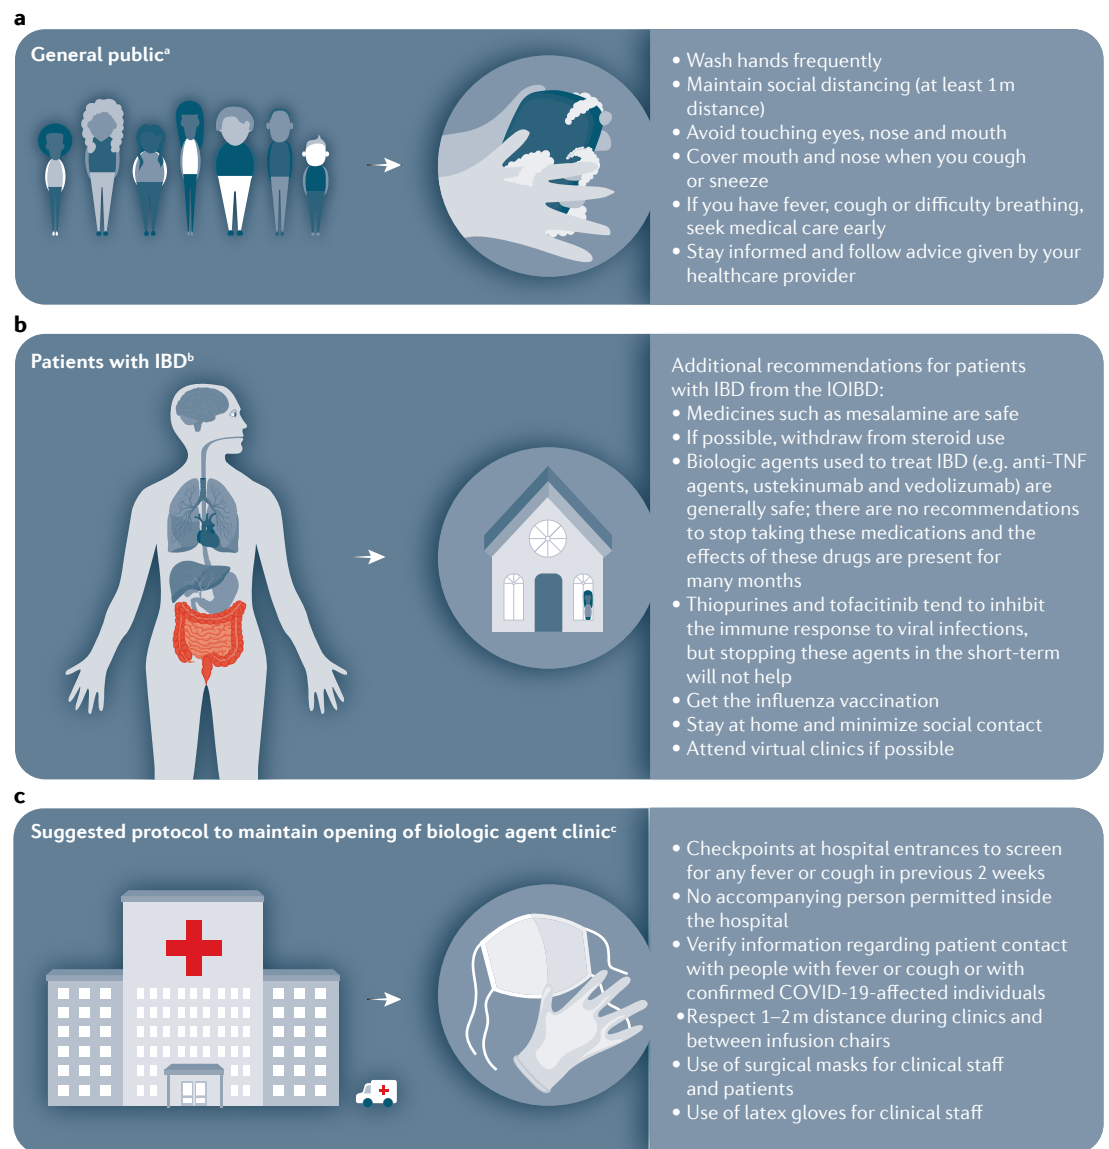 a
General publicᵃ
• Wash hands frequently
• Maintain social distancing (at least 1 m
distance)
• Avoid touching eyes, nose and mouth
• Cover mouth and nose when you cough
or sneeze
• If you have fever, cough or difficulty breathing,
seek medical care early
• Stay informed and follow advice given by your
healthcare provider
b
Patients with IBDᵇ
Additional recommendations for patients
with IBD from the IOIBD:
• Medicines such as mesalamine are safe
• If possible, withdraw from steroid use
• Biologic agents used to treat IBD (e.g. anti-TNF
agents, ustekinumab and vedolizumab) are
generally safe; there are no recommendations
to stop taking these medications and the
effects of these drugs are present for
many months
• Thiopurines and tofacitinib tend to inhibit
the immune response to viral infections,
but stopping these agents in the short-term
will not help
• Get the influenza vaccination
• Stay at home and minimize social contact
• Attend virtual clinics if possible
c
Suggested protocol to maintain opening of biologic agent clinicᶜ
• Checkpoints at hospital entrances to screen
for any fever or cough in previous 2 weeks
• No accompanying person permitted inside
the hospital
• Verify information regarding patient contact
with people with fever or cough or with
confirmed COVID-19-affected individuals
• Respect 1–2 m distance during clinics and
between infusion chairs
• Use of surgical masks for clinical staff
and patients
• Use of latex gloves for clinical staff